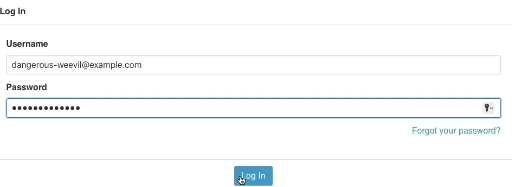 Log In
Username
dangerous-weevil@example.com
Password
•••••••••••••
Forgot your password?
Log In